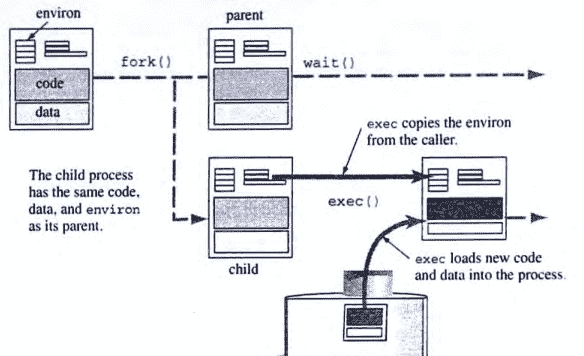 environ
parent
fork()
wait()
code
data
exec copies the environ
from the caller.
The child process
has the same code,
data, and environ
as its parent.
exec()
child
exec loads new code
and data into the process.